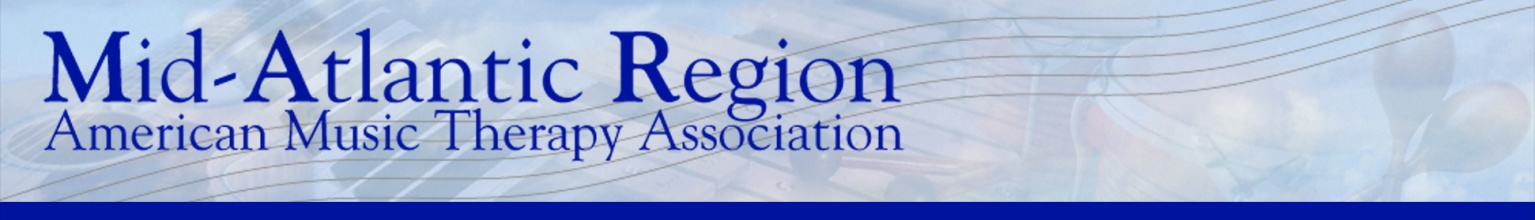 Mid-Atlantic Region
American Music Therapy Association